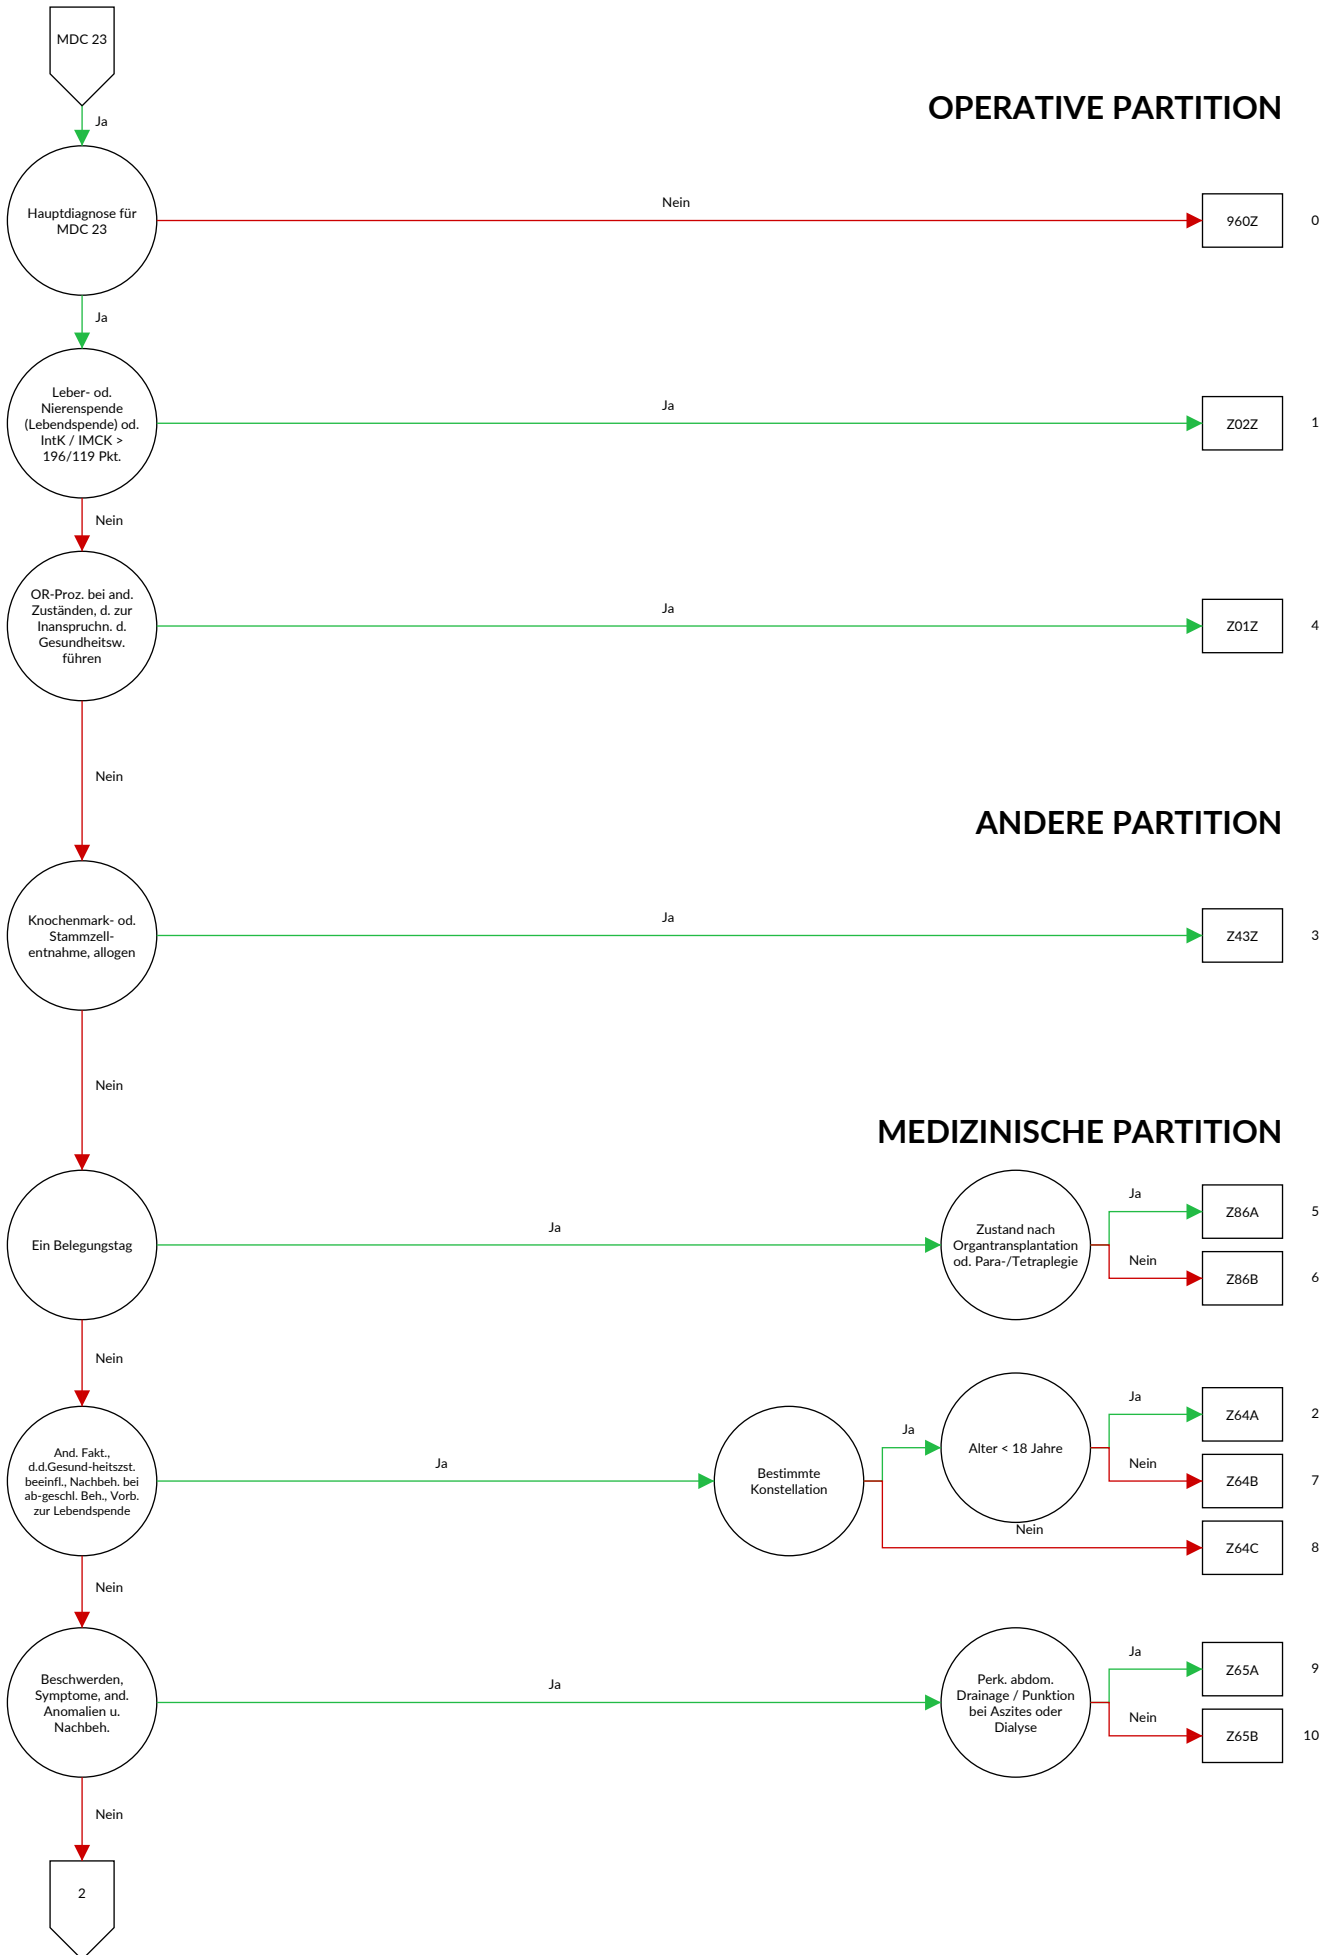 MDC 23
Ja
OPERATIVE PARTITION
Hauptdiagnose für
MDC 23
Nein
960Z
0
Ja
Leber- od.
Nierenspende
(Lebendspende) od.
IntK / IMCK >
196/119 Pkt.
Ja
Z02Z
1
Nein
OR-Proz. bei and.
Zuständen, d. zur
Inanspruchn. d.
Gesundheitsw.
führen
Ja
Z01Z
4
Nein
ANDERE PARTITION
Knochenmark- od.
Stammzell-
entnahme, allogen
Ja
Z43Z
3
Nein
MEDIZINISCHE PARTITION
Ein Belegungstag
Ja
Zustand nach
Organtransplantation
od. Para-/Tetraplegie
Ja
Z86A
5
Nein
Z86B
6
Nein
And. Fakt.,
d.d.Gesund-heitszst.
beeinfl., Nachbeh. bei
ab-geschl. Beh., Vorb.
zur Lebendspende
Ja
Bestimmte
Konstellation
Ja
Alter < 18 Jahre
Ja
Z64A
2
Nein
Z64B
7
Nein
Z64C
8
Nein
Beschwerden,
Symptome, and.
Anomalien u.
Nachbeh.
Ja
Perk. abdom.
Drainage / Punktion
bei Aszites oder
Dialyse
Ja
Z65A
9
Nein
Z65B
10
Nein
2